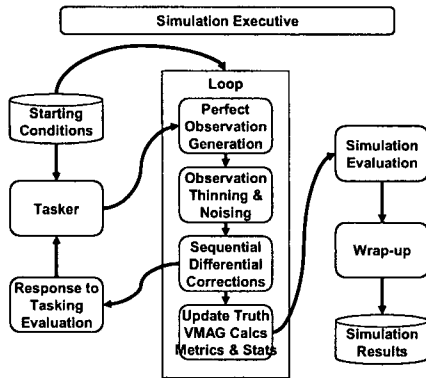 Simulation Executive
Loop
Starting
Conditions
Perfect
Observation
Generation
Simulation
Evaluation
Tasker
Observation
Thinning &
Noising
Sequential
Differential
Corrections
Wrap-up
Response to
Tasking
Evaluation
Update Truth
VMAG Calcs
Metrics & Stats
Simulation
Results